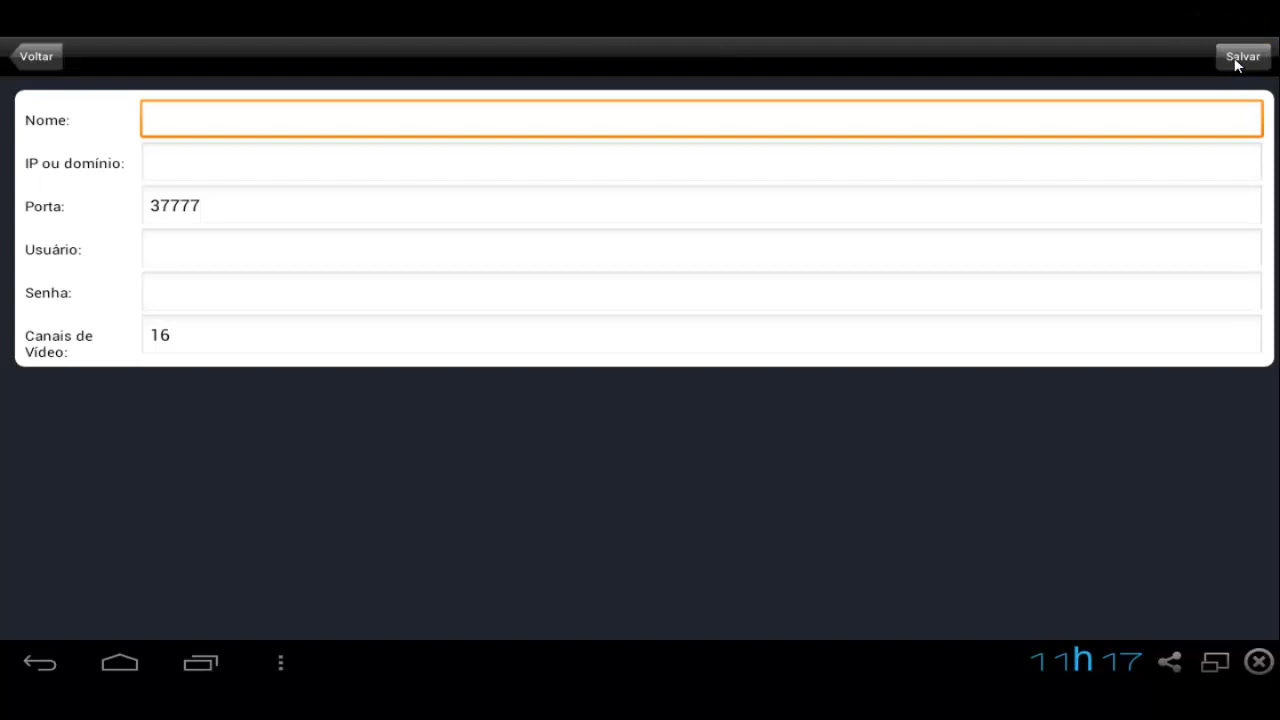 Voltar
Salvar
Nome:
IP ou domínio:
Porta: 37777
Usuário:
Senha:
Canais de Vídeo: 16
11h17